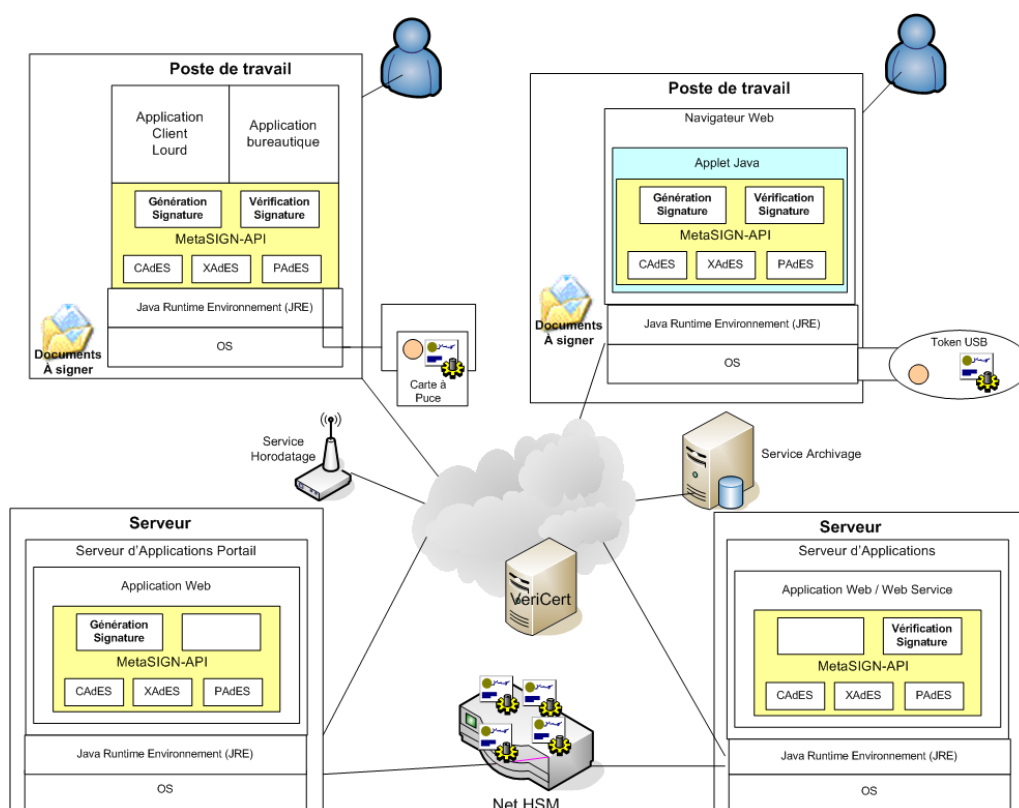 Poste de travail
Application
Client
Lourd
Application
bureautique
Génération
Signature
Vérification
Signature
MetaSIGN-API
CAdES
XAdES
PAdES
Java Runtime Environnement (JRE)
OS
Documents
À signer
Carte à
Puce
Poste de travail
Navigateur Web
Applet Java
Génération
Signature
Vérification
Signature
MetaSIGN-API
CAdES
XAdES
PAdES
Java Runtime Environnement (JRE)
OS
Documents
À signer
Token USB
Service
Horodatage
Service Archivage
VeriCert
Serveur
Serveur d'Applications Portail
Application Web
Génération
Signature
MetaSIGN-API
CAdES
XAdES
PAdES
Java Runtime Environnement (JRE)
OS
Net HSM
Serveur
Serveur d'Applications
Application Web / Web Service
Vérification
Signature
MetaSIGN-API
CAdES
XAdES
PAdES
Java Runtime Environnement (JRE)
OS